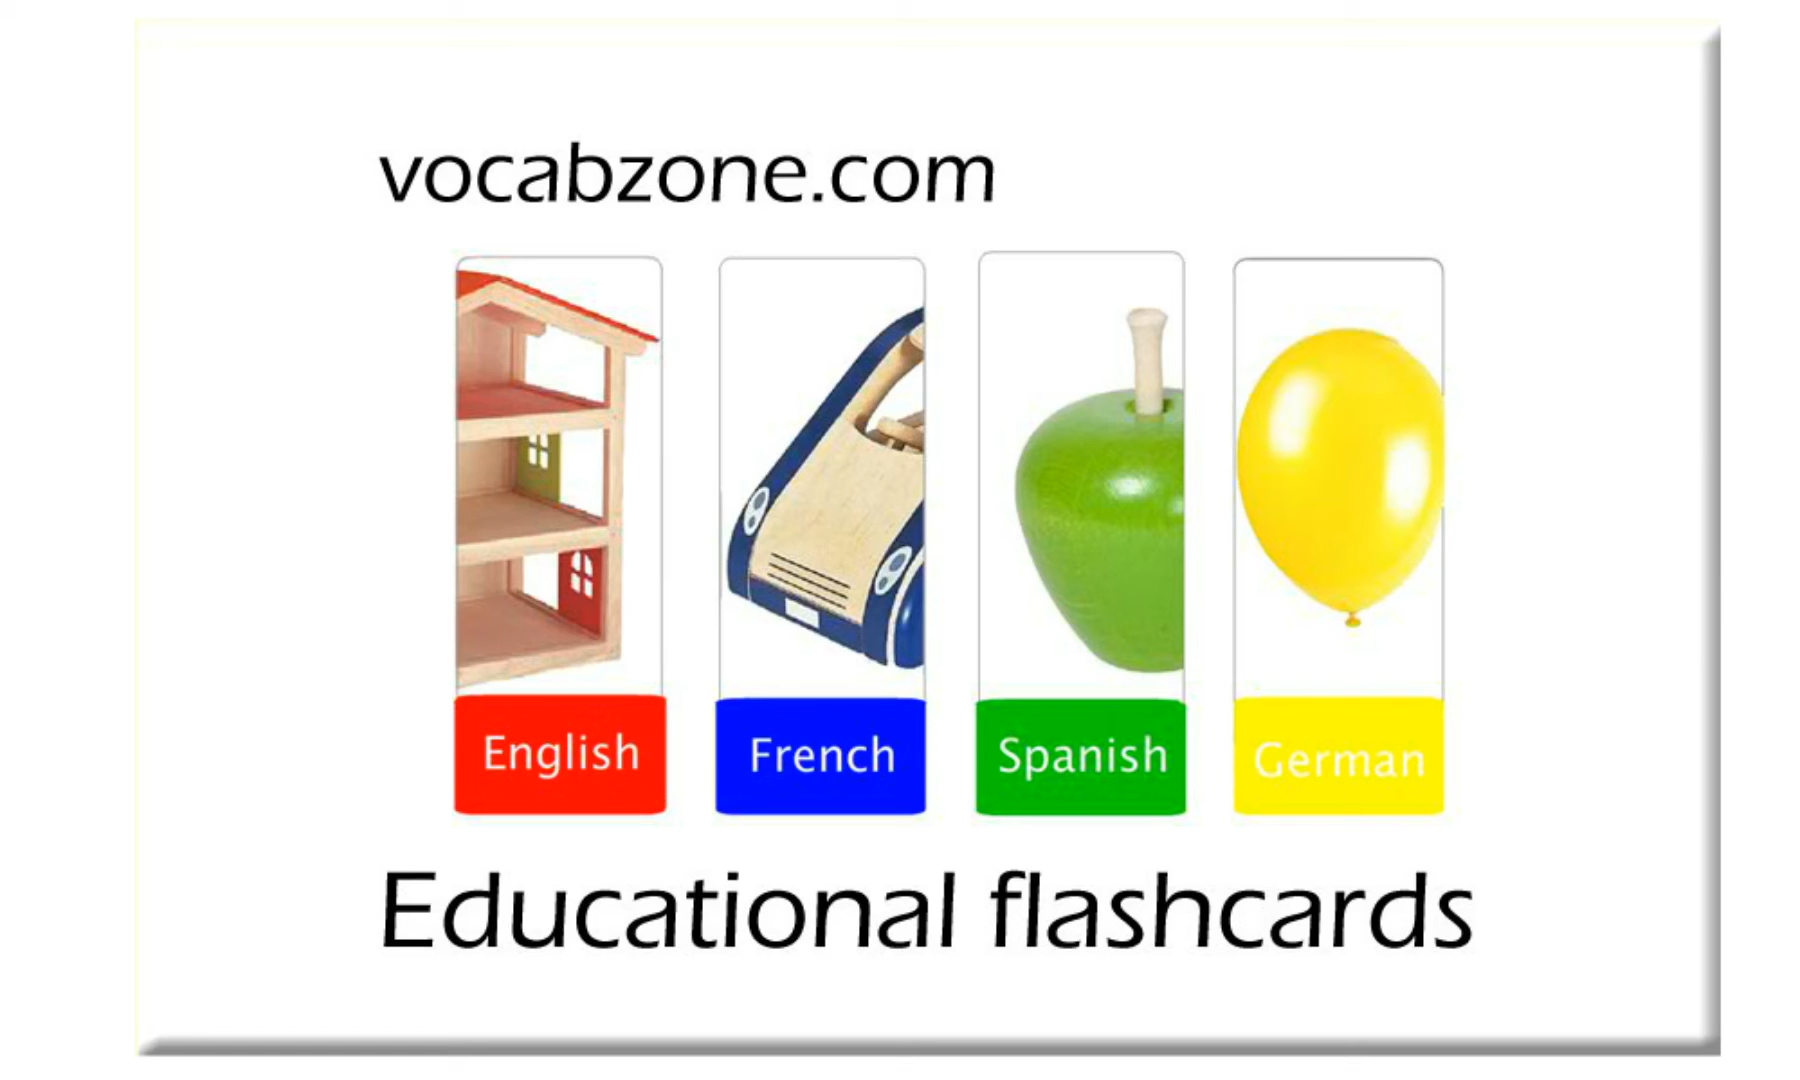 vocabzone.com
English
French
Spanish
German
Educational flashcards